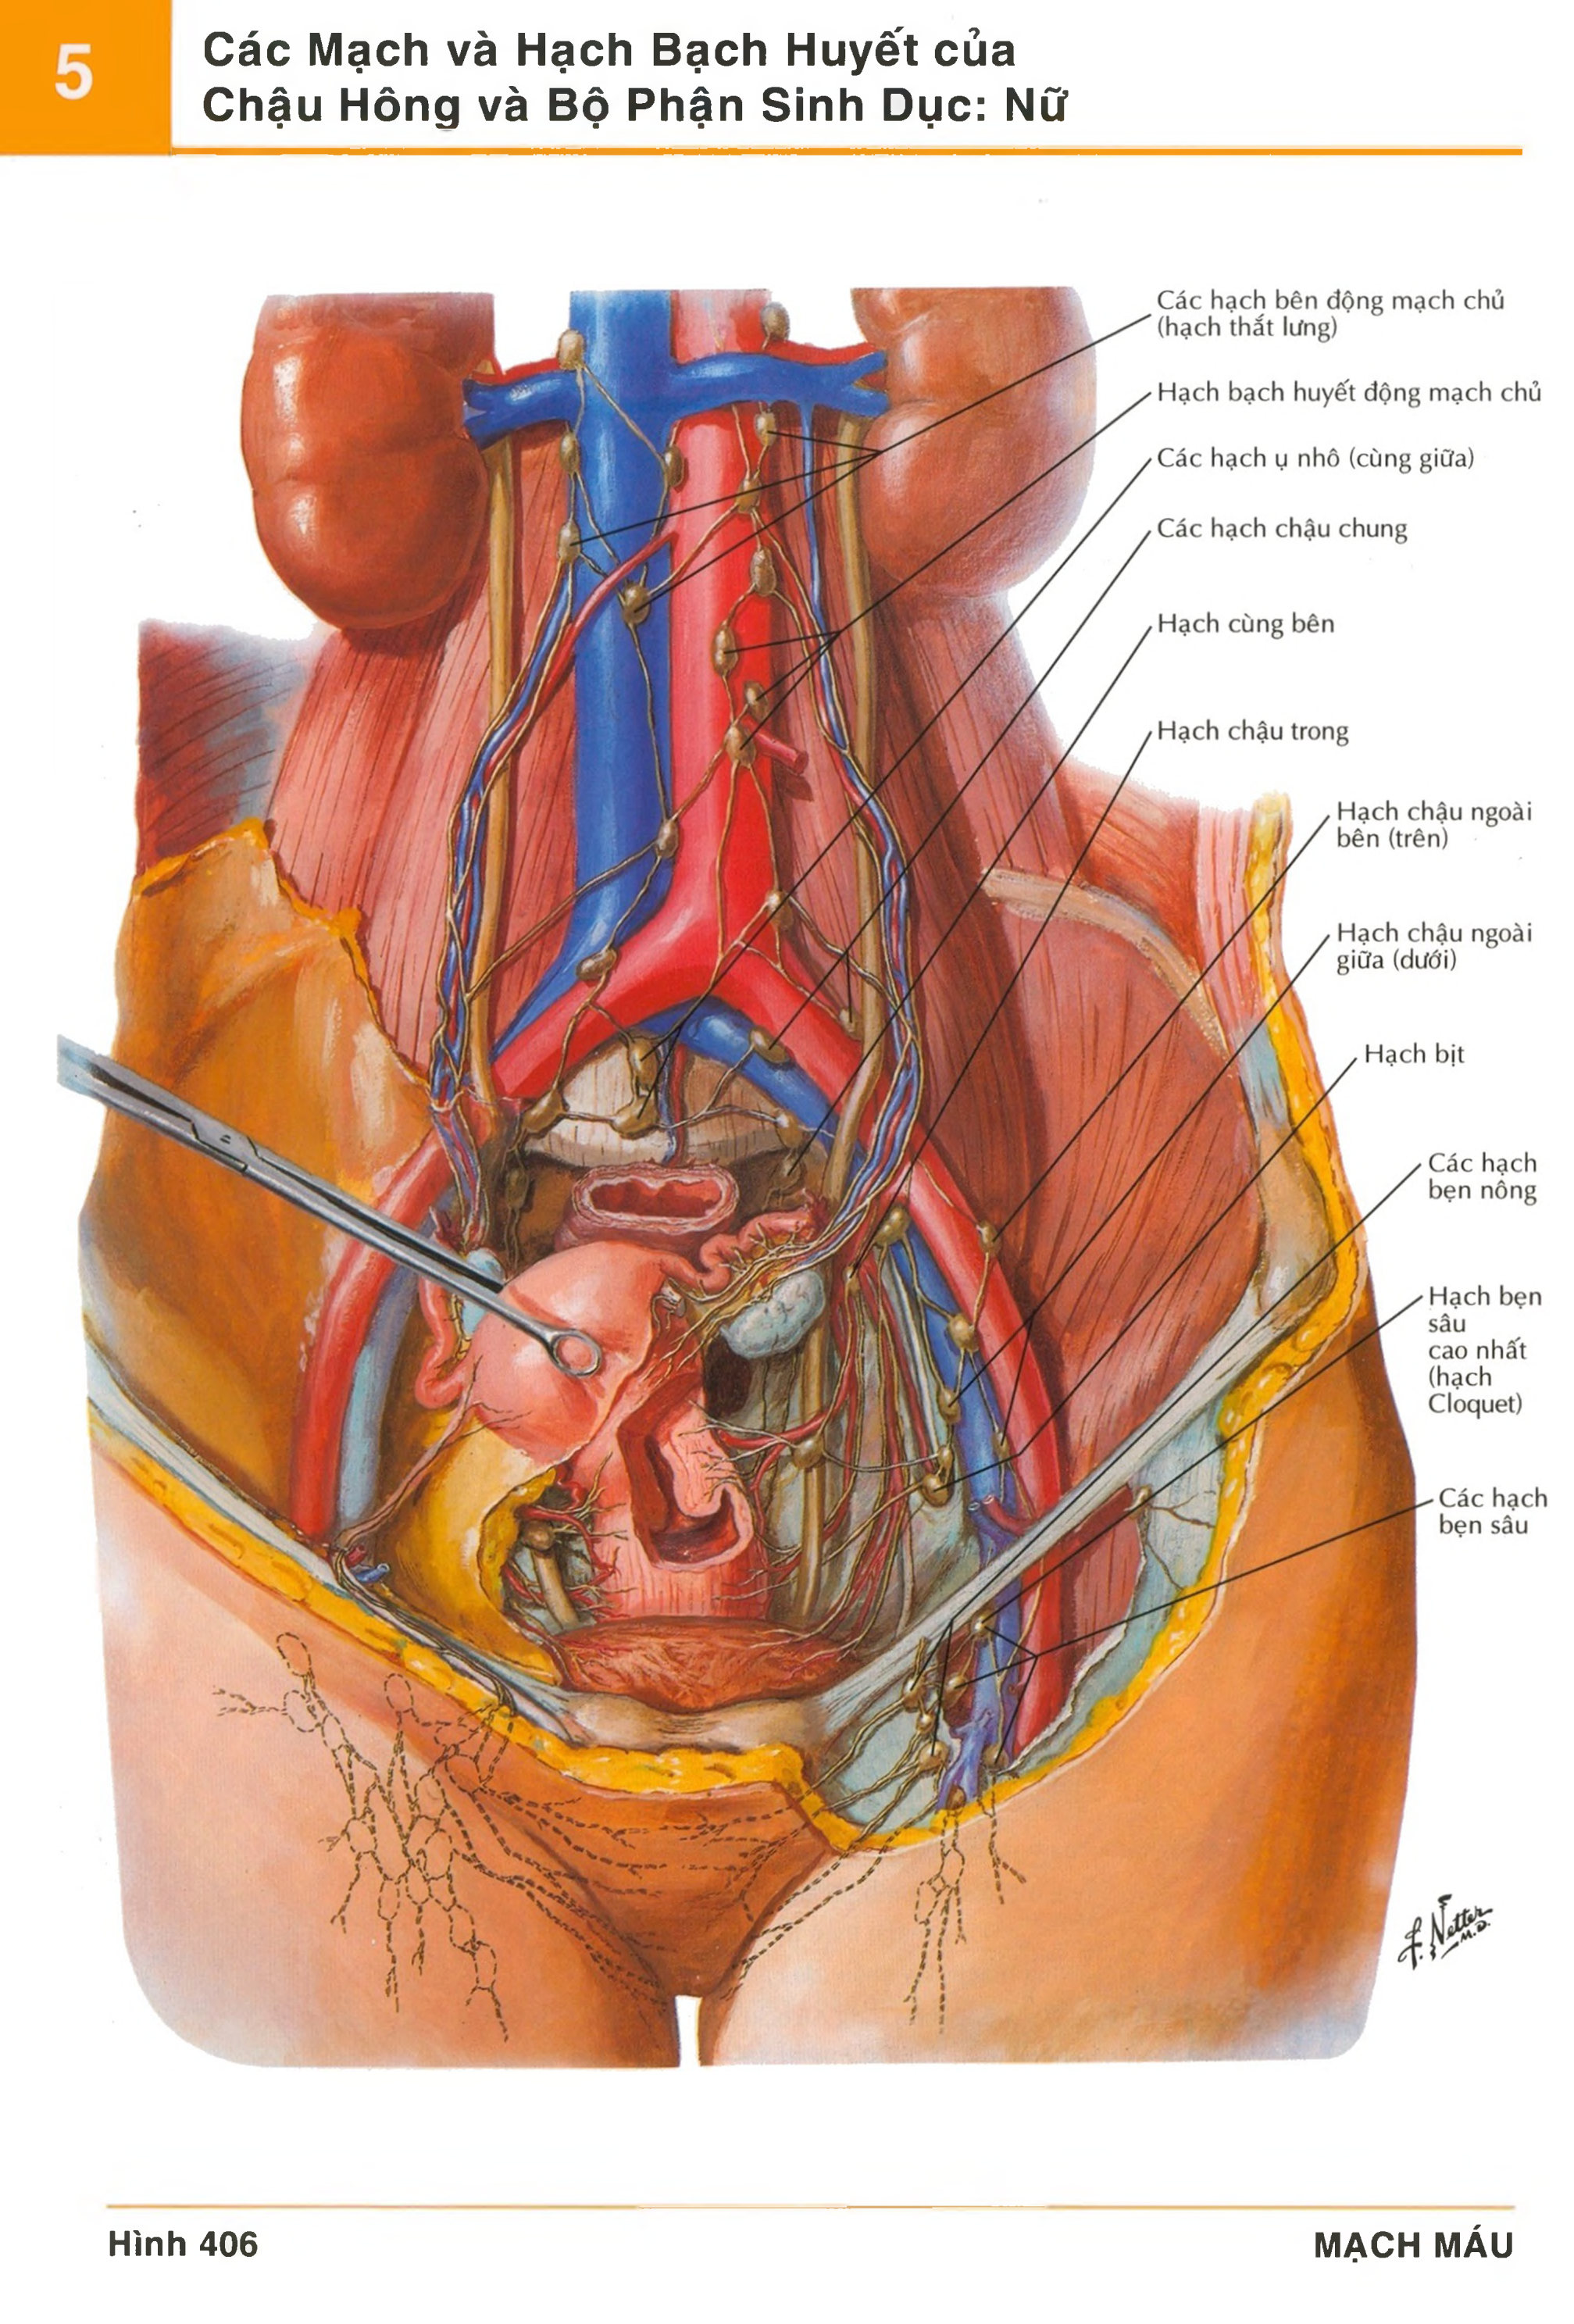 5
Các Mạch và Hạch Bạch Huyết của
Chậu Hông và Bộ Phận Sinh Dục: Nữ
Các hạch bên động mạch chủ
(hạch thắt lưng)
Hạch bạch huyết động mạch chủ
Các hạch ụ nhô (cùng giữa)
Các hạch chậu chung
Hạch cùng bên
Hạch chậu trong
Hạch chậu ngoài
bên (trên)
Hạch chậu ngoài
giữa (dưới)
Hạch bịt
Các hạch
bẹn nông
Hạch bẹn
sâu
cao nhất
(hạch
Cloquet)
Các hạch
bẹn sâu
F. Netter
M.D.
Hình 406
MẠCH MÁU